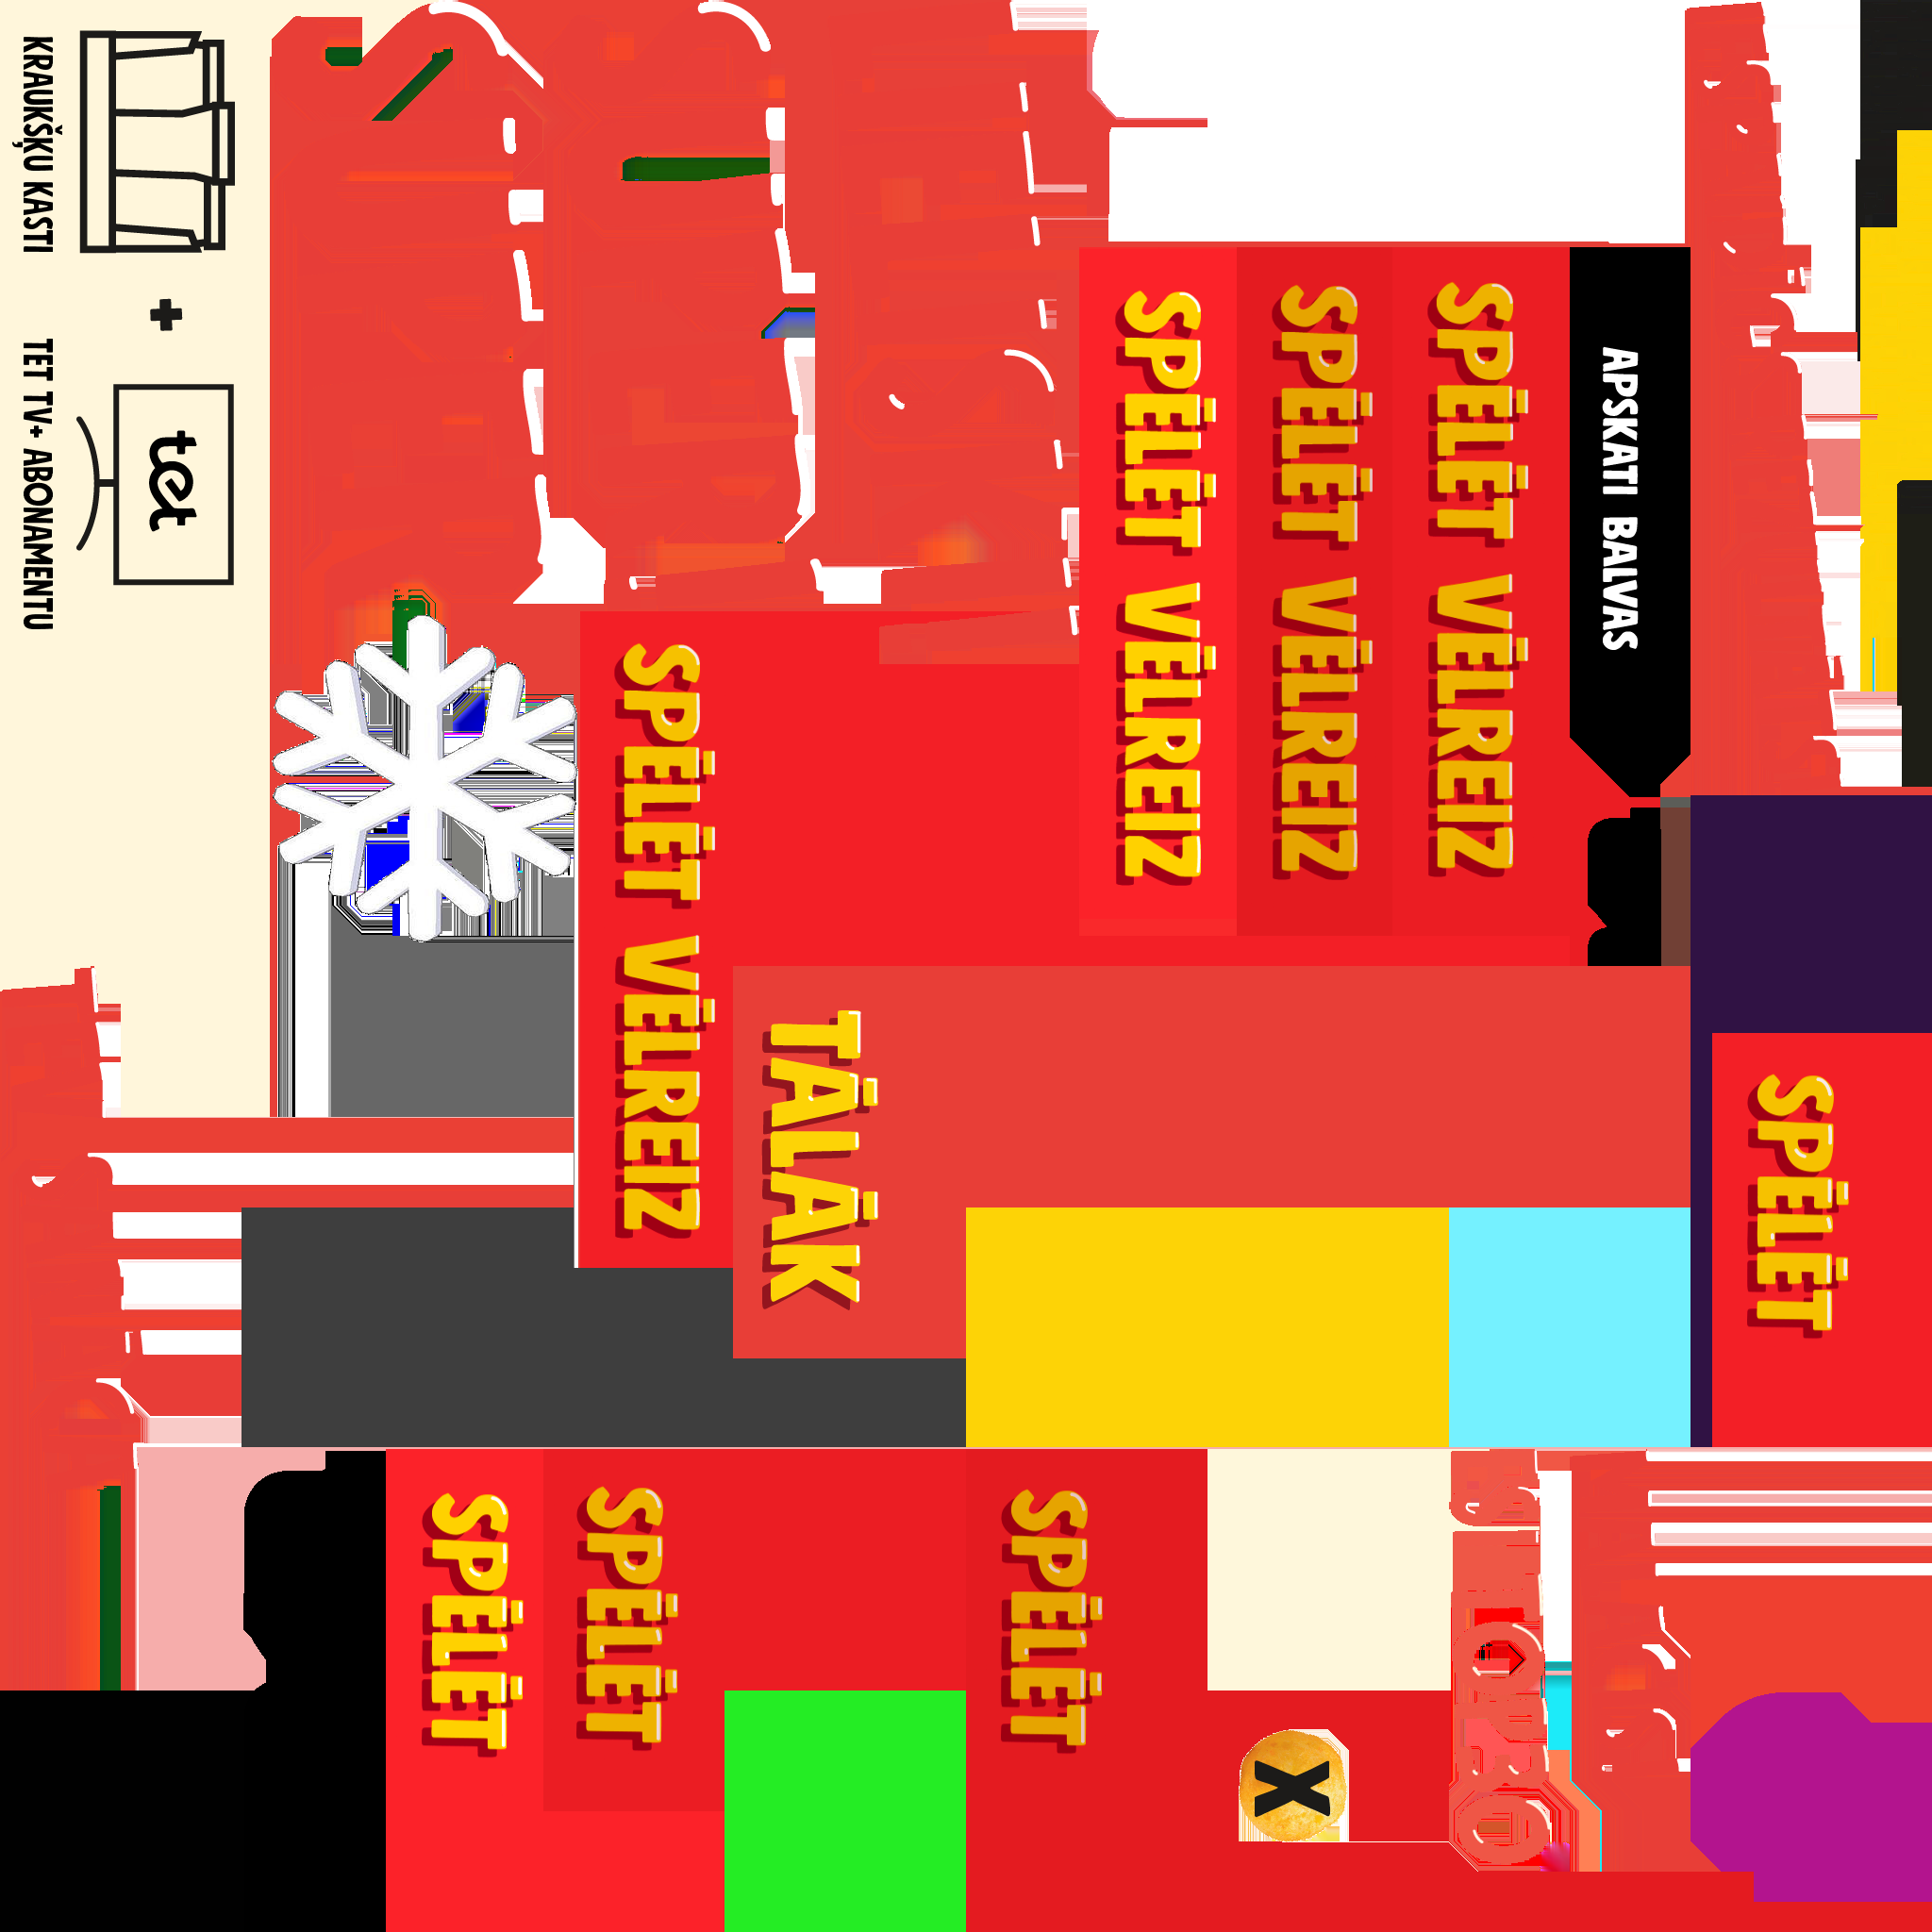 KRAUKŠĶU KASTI
+
TET TV+ ABONAMENTU
tet
SPĒLĒT VĒLREIZ
SPĒLĒT VĒLREIZ
SPĒLĒT VĒLREIZ
APSKATI BALVAS
SPĒLĒT VĒLREIZ
TĀLĀK
SPĒLĒT
SPĒLĒT
SPĒLĒT
SPĒLĒT
X